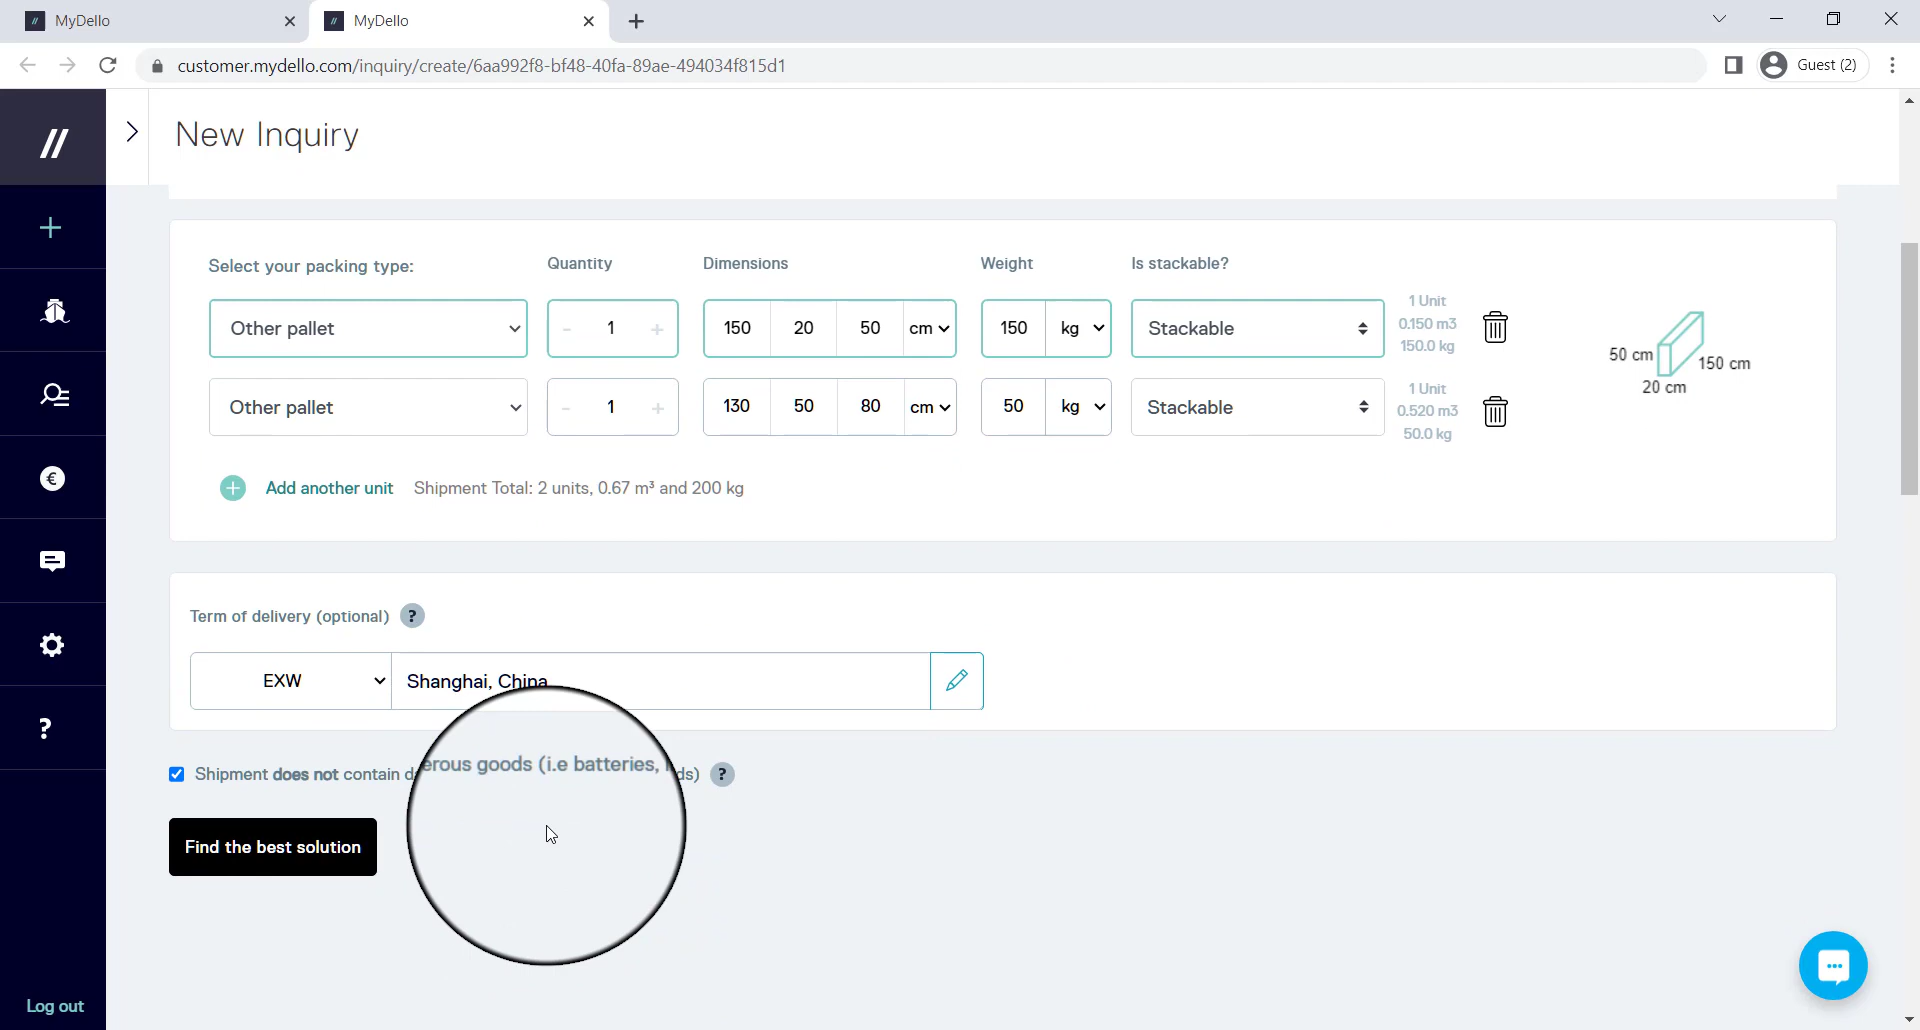 MyDello
MyDello
customer.mydello.com/inquiry/create/6aa992f8-bf48-40fa-89ae-494034f815d1
Guest (2)
New Inquiry
Select your packing type:
Quantity
Dimensions
Weight
Is stackable?
Other pallet
- 1 +
150 20 50 cm
150 kg
Stackable
1 Unit
0.150 m3
150.0 kg
50 cm
150 cm
20 cm
Other pallet
- 1 +
130 50 80 cm
50 kg
Stackable
1 Unit
0.520 m3
50.0 kg
Add another unit
Shipment Total: 2 units, 0.67 m³ and 200 kg
Term of delivery (optional) ?
EXW
Shanghai, China
Shipment does not contain d erous goods (i.e batteries, ds) ?
Find the best solution
Log out